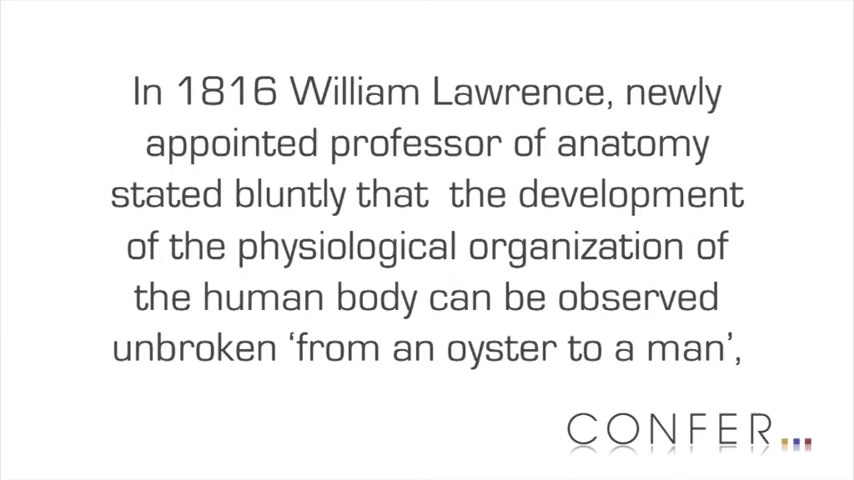 In 1816 William Lawrence, newly
appointed professor of anatomy
stated bluntly that  the development
of the physiological organization of
the human body can be observed
unbroken ‘from an oyster to a man’,
CONFER...